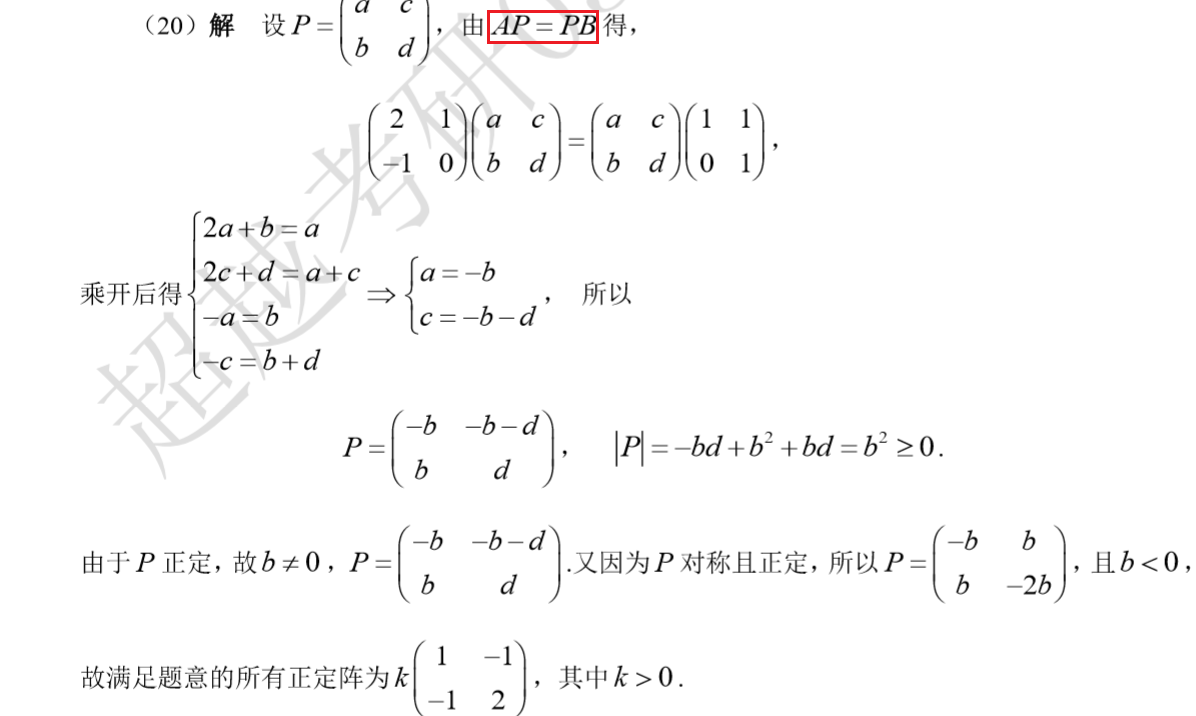 （20）解 设 P = \begin{pmatrix} a & c \\ b & d \end{pmatrix}，由 AP = PB 得，
\begin{pmatrix} 2 & 1 \\ -1 & 0 \end{pmatrix}\begin{pmatrix} a & c \\ b & d \end{pmatrix} = \begin{pmatrix} a & c \\ b & d \end{pmatrix}\begin{pmatrix} 1 & 1 \\ 0 & 1 \end{pmatrix}，
乘开后得 \begin{cases} 2a+b=a \\ 2c+d=a+c \\ -a=b \\ -c=b+d \end{cases} ⇒ \begin{cases} a=-b \\ c=-b-d \end{cases}， 所以
P = \begin{pmatrix} -b & -b-d \\ b & d \end{pmatrix}， |P| = -bd+b^2+bd = b^2 ≥ 0.
由于 P 正定，故 b ≠ 0，P = \begin{pmatrix} -b & -b-d \\ b & d \end{pmatrix}.又因为 P 对称且正定，所以 P = \begin{pmatrix} -b & b \\ b & -2b \end{pmatrix}，且 b < 0，
故满足题意的所有正定阵为 k\begin{pmatrix} 1 & -1 \\ -1 & 2 \end{pmatrix}，其中 k > 0.
超越考研